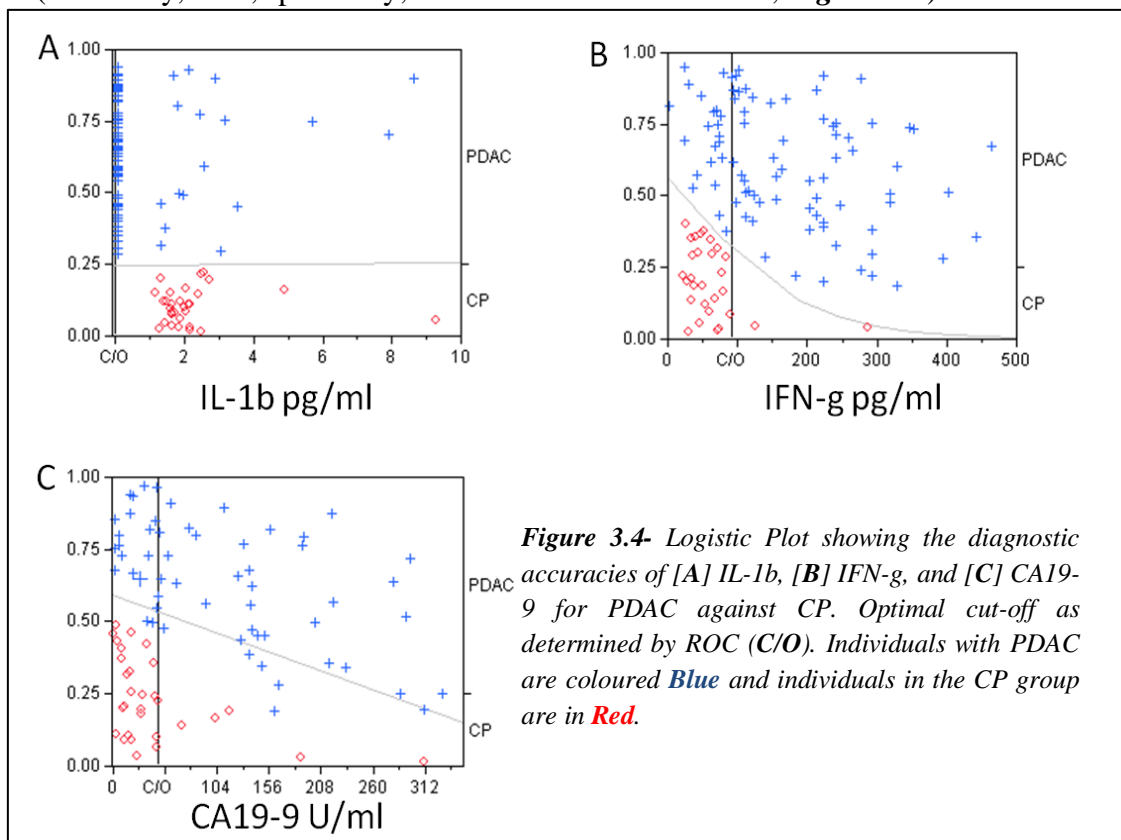 A
1.00
0.75
0.50
0.25
0.00
PDAC
CP
C/O 2 4 6 8 10
IL-1b pg/ml
B
1.00
0.75
0.50
0.25
0.00
PDAC
CP
0 C/O 200 300 400 500
IFN-g pg/ml
C
1.00
0.75
0.50
0.25
0.00
PDAC
CP
0 C/O 104 156 208 260 312
CA19-9 U/ml
Figure 3.4- Logistic Plot showing the diagnostic
accuracies of [A] IL-1b, [B] IFN-g, and [C] CA19-
9 for PDAC against CP. Optimal cut-off as
determined by ROC (C/O). Individuals with PDAC
are coloured Blue and individuals in the CP group
are in Red.